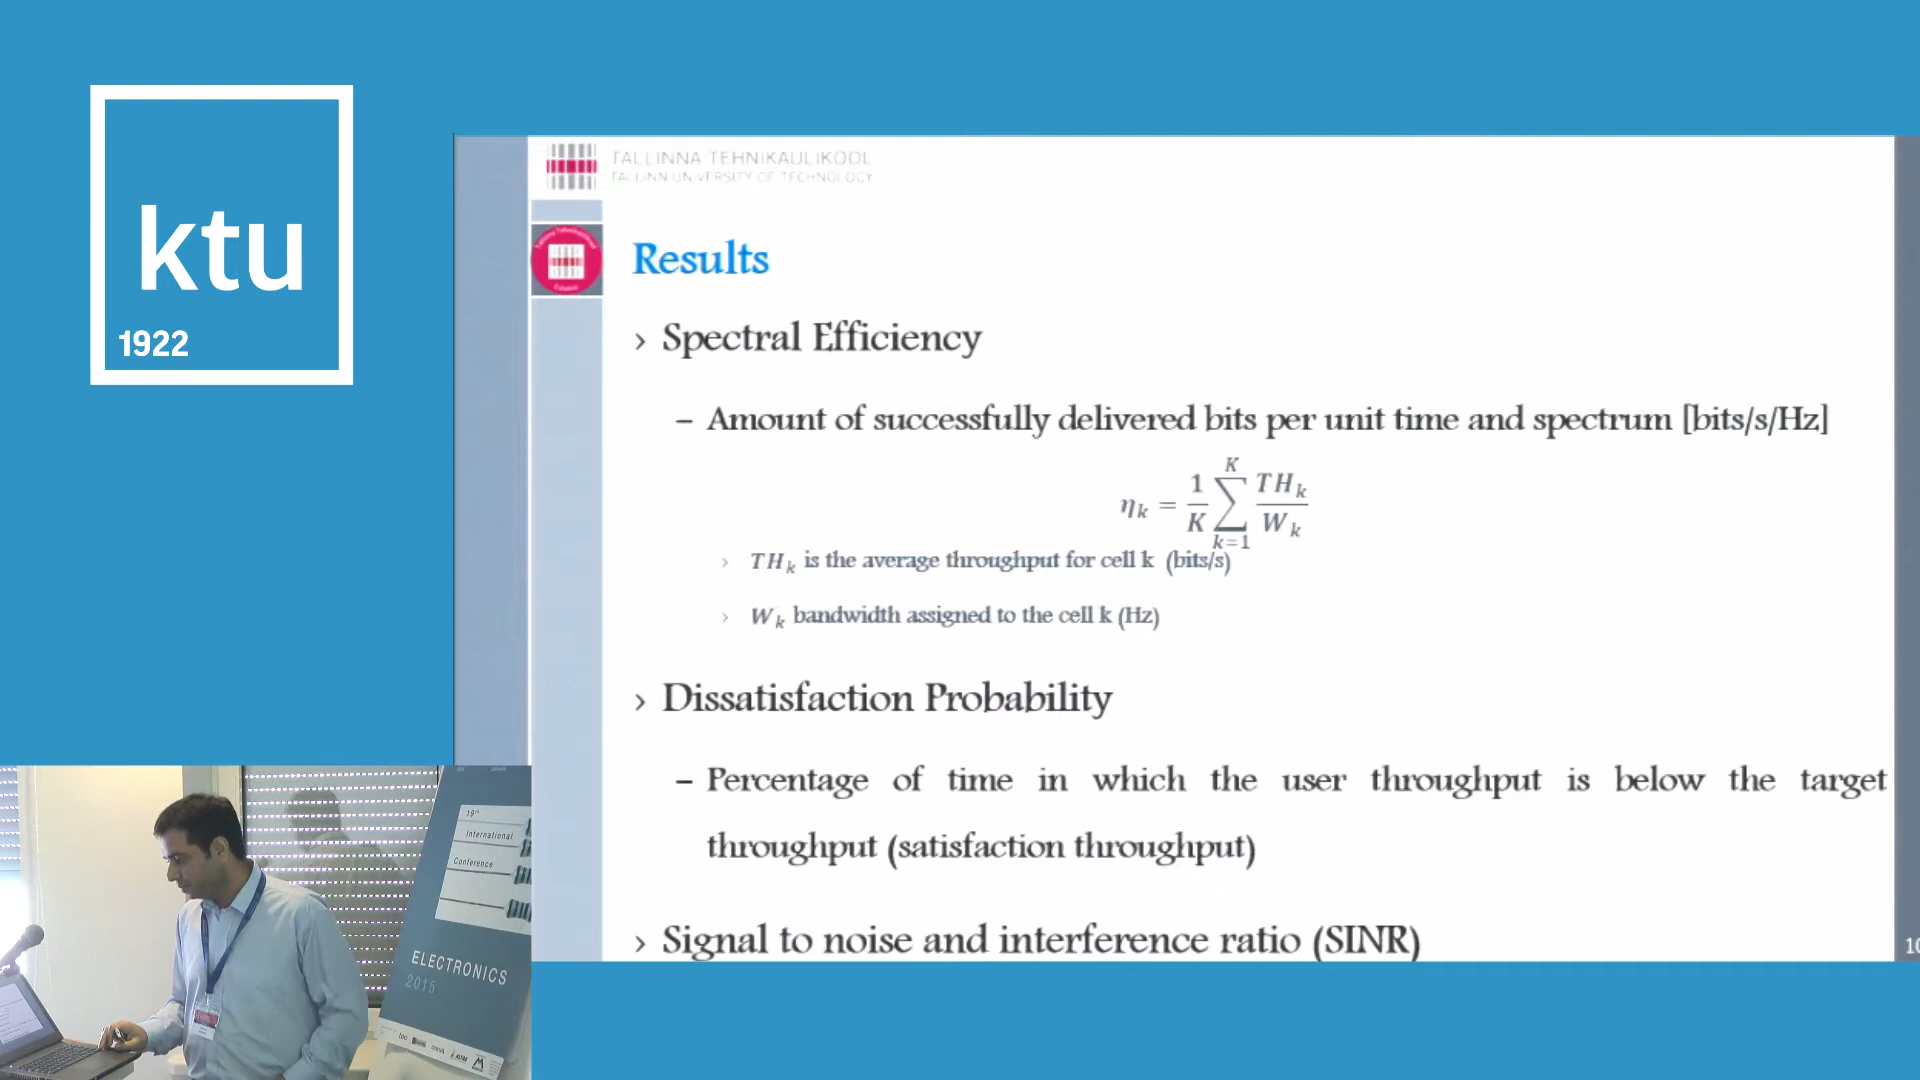 ktu
1922
TALLINNA TEHNIKAÜLIKOOL
TALLINN UNIVERSITY OF TECHNOLOGY
Results
› Spectral Efficiency
– Amount of successfully delivered bits per unit time and spectrum [bits/s/Hz]
η_k = 1/K ∑_{k=1}^{K} TH_k / W_k
› TH_k is the average throughput for cell k (bits/s)
› W_k bandwidth assigned to the cell k (Hz)
› Dissatisfaction Probability
– Percentage of time in which the user throughput is below the target
throughput (satisfaction throughput)
› Signal to noise and interference ratio (SINR)
10
19th
International
Conference
ELECTRONICS
2015